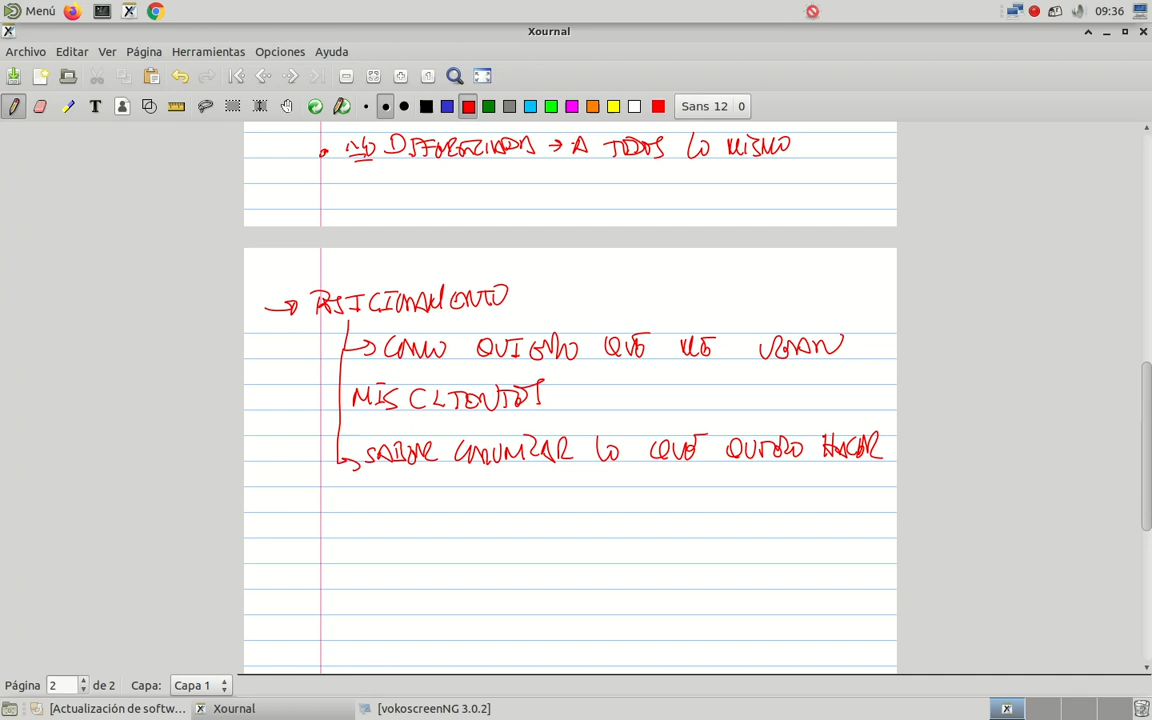 Menú 09:36
Xournal
Archivo Editar Ver Página Herramientas Opciones Ayuda
T Sans 12 0
• NO DIFERENCIADA → A TODOS LO MISMO
→ POSICIONAMIENTO
→ COMO QUIERO QUE ME VEAN
MIS CLIENTES
→ SABER COMUNICAR LO QUE QUIERO HACER
Página 2 de 2 Capa: Capa 1
[Actualización de softw... Xournal [vokoscreenNG 3.0.2]